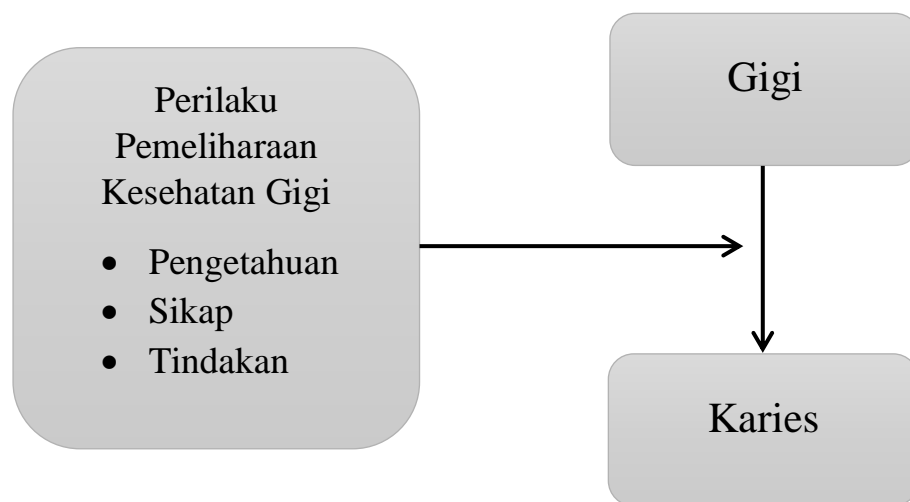 Perilaku
Pemeliharaan
Kesehatan Gigi
• Pengetahuan
• Sikap
• Tindakan
Gigi
Karies